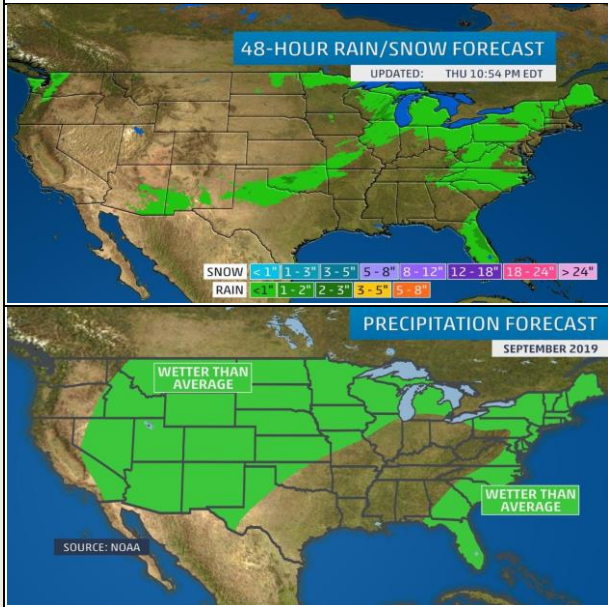 48-HOUR RAIN/SNOW FORECAST
UPDATED: THU 10:54 PM EDT
SNOW <1" 1 - 3" 3 - 5" 5 - 8" 8 - 12" 12 - 18" 18 - 24" > 24"
RAIN <1" 1 - 2" 2 - 3" 3 - 5" 5 - 8"
PRECIPITATION FORECAST
SEPTEMBER 2019
WETTER THAN
AVERAGE
WETTER THAN
AVERAGE
SOURCE: NOAA